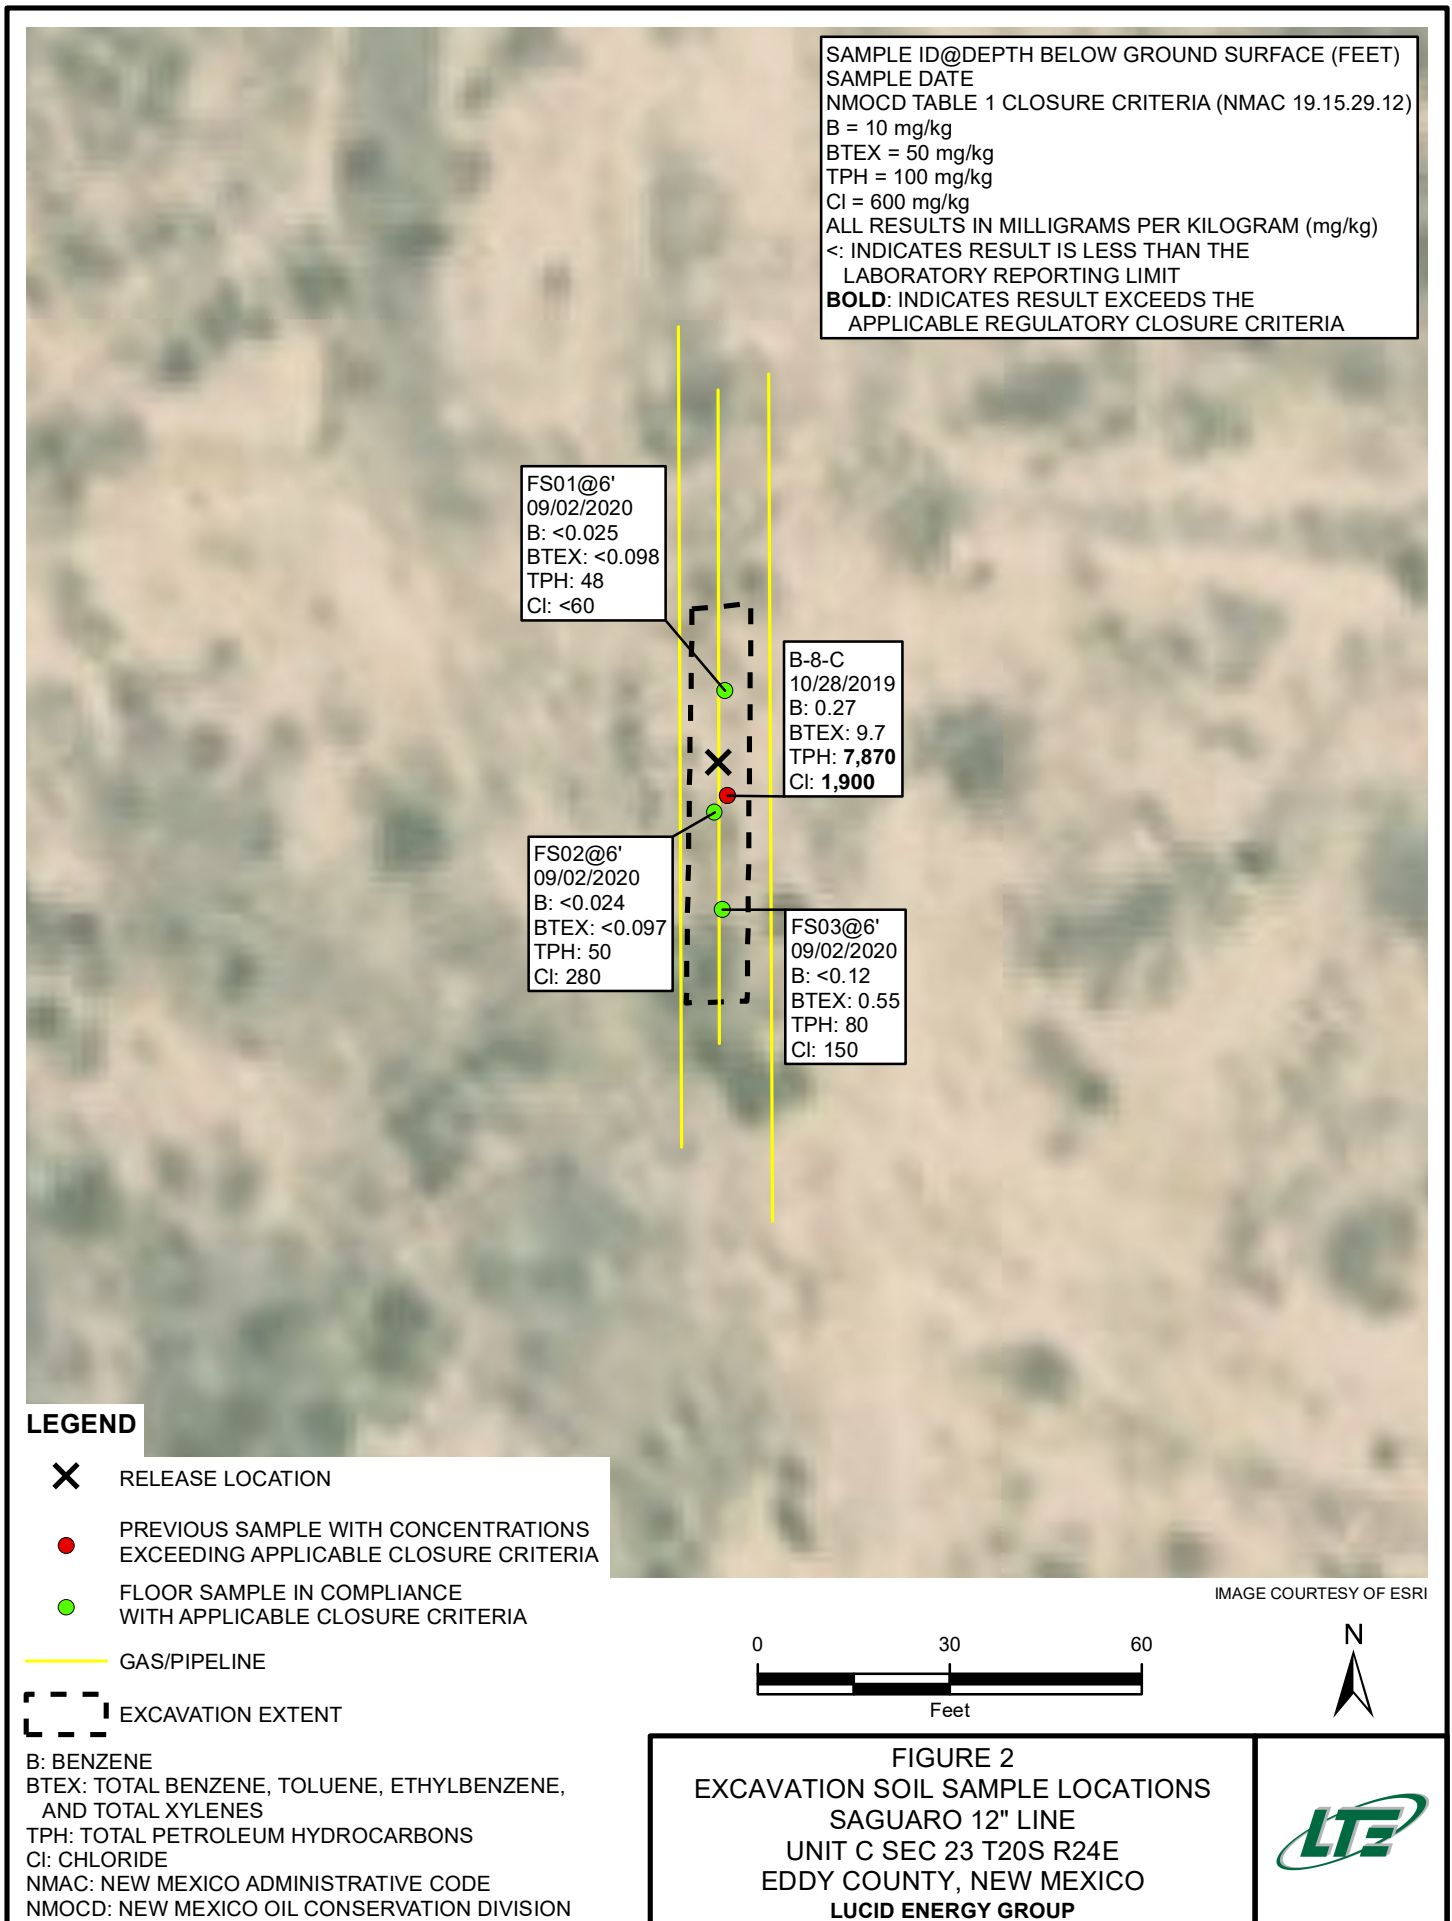 SAMPLE ID@DEPTH BELOW GROUND SURFACE (FEET)
SAMPLE DATE
NMOCD TABLE 1 CLOSURE CRITERIA (NMAC 19.15.29.12)
B = 10 mg/kg
BTEX = 50 mg/kg
TPH = 100 mg/kg
Cl = 600 mg/kg
ALL RESULTS IN MILLIGRAMS PER KILOGRAM (mg/kg)
<: INDICATES RESULT IS LESS THAN THE
LABORATORY REPORTING LIMIT
BOLD: INDICATES RESULT EXCEEDS THE
APPLICABLE REGULATORY CLOSURE CRITERIA
FS01@6'
09/02/2020
B: <0.025
BTEX: <0.098
TPH: 48
Cl: <60
B-8-C
10/28/2019
B: 0.27
BTEX: 9.7
TPH: 7,870
Cl: 1,900
FS02@6'
09/02/2020
B: <0.024
BTEX: <0.097
TPH: 50
Cl: 280
FS03@6'
09/02/2020
B: <0.12
BTEX: 0.55
TPH: 80
Cl: 150
LEGEND
RELEASE LOCATION
PREVIOUS SAMPLE WITH CONCENTRATIONS
EXCEEDING APPLICABLE CLOSURE CRITERIA
FLOOR SAMPLE IN COMPLIANCE
WITH APPLICABLE CLOSURE CRITERIA
GAS/PIPELINE
EXCAVATION EXTENT
B: BENZENE
BTEX: TOTAL BENZENE, TOLUENE, ETHYLBENZENE,
AND TOTAL XYLENES
TPH: TOTAL PETROLEUM HYDROCARBONS
Cl: CHLORIDE
NMAC: NEW MEXICO ADMINISTRATIVE CODE
NMOCD: NEW MEXICO OIL CONSERVATION DIVISION
IMAGE COURTESY OF ESRI
0 30 60
Feet
N
FIGURE 2
EXCAVATION SOIL SAMPLE LOCATIONS
SAGUARO 12" LINE
UNIT C SEC 23 T20S R24E
EDDY COUNTY, NEW MEXICO
LUCID ENERGY GROUP
LTE